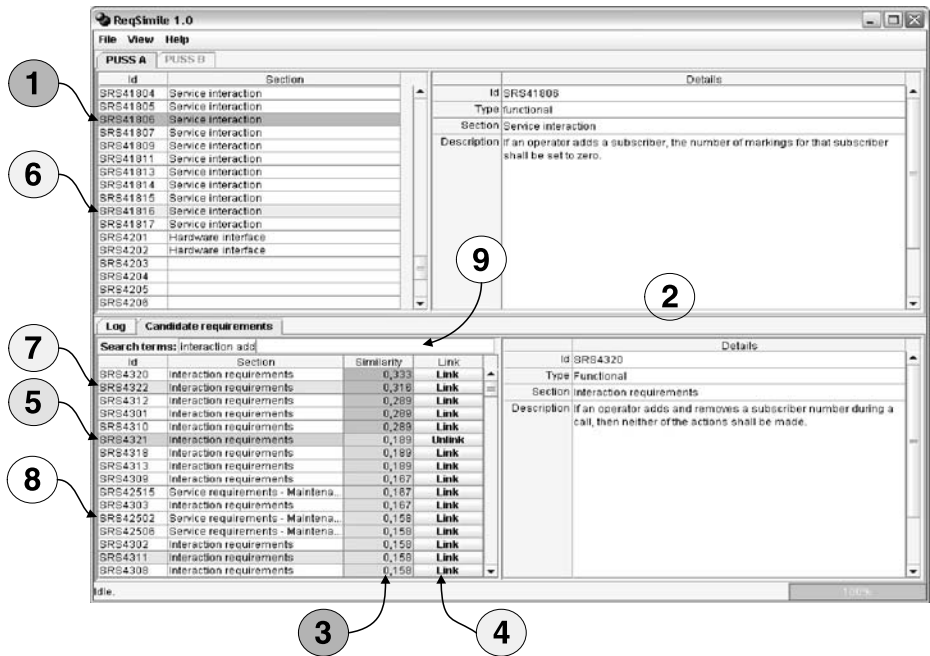 ReqSimile 1.0
File View Help
PUSS A PUSS B
Id Section
SRS41804 Service interaction
SRS41805 Service interaction
SRS41806 Service interaction
SRS41807 Service interaction
SRS41809 Service interaction
SRS41811 Service interaction
SRS41813 Service interaction
SRS41814 Service interaction
SRS41815 Service interaction
SRS41816 Service interaction
SRS41817 Service interaction
SRS4201 Hardware interface
SRS4202 Hardware interface
SRS4203
SRS4204
SRS4205
SRS4206
Details
Id SRS41806
Type functional
Section Service interaction
Description If an operator adds a subscriber, the number of markings for that subscriber
shall be set to zero.
Log Candidate requirements
Search terms: interaction add
Id Section Similarity Link
SRS4320 Interaction requirements 0,333 Link
SRS4322 Interaction requirements 0,316 Link
SRS4312 Interaction requirements 0,289 Link
SRS4301 Interaction requirements 0,289 Link
SRS4310 Interaction requirements 0,289 Link
SRS4321 Interaction requirements 0,189 Unlink
SRS4318 Interaction requirements 0,189 Link
SRS4313 Interaction requirements 0,189 Link
SRS4309 Interaction requirements 0,167 Link
SRS42515 Service requirements - Maintena... 0,167 Link
SRS4303 Interaction requirements 0,167 Link
SRS42502 Service requirements - Maintena... 0,158 Link
SRS42506 Service requirements - Maintena... 0,158 Link
SRS4302 Interaction requirements 0,158 Link
SRS4311 Interaction requirements 0,158 Link
SRS4308 Interaction requirements 0,158 Link
Details
Id SRS4320
Type Functional
Section Interaction requirements
Description If an operator adds and removes a subscriber number during a
call, then neither of the actions shall be made.
Idle.
100%
1
6
9
2
7
5
8
3
4